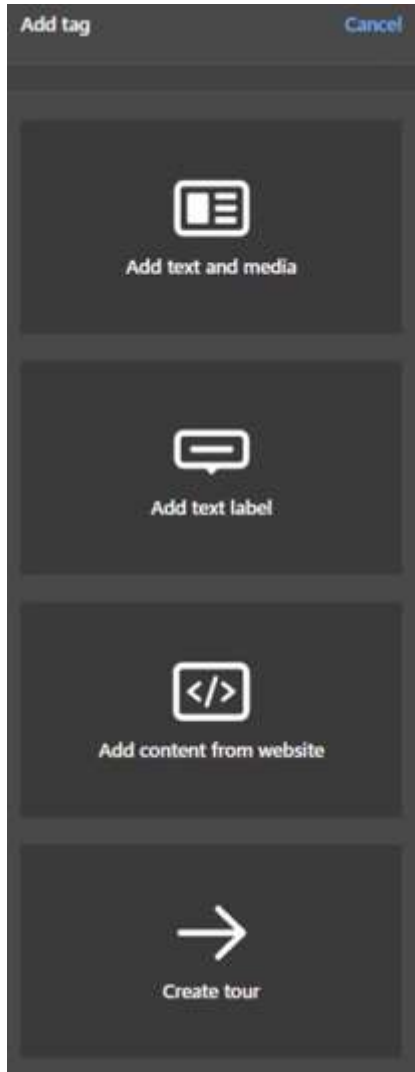 Add tag Cancel
Add text and media
Add text label
</>
Add content from website
Create tour